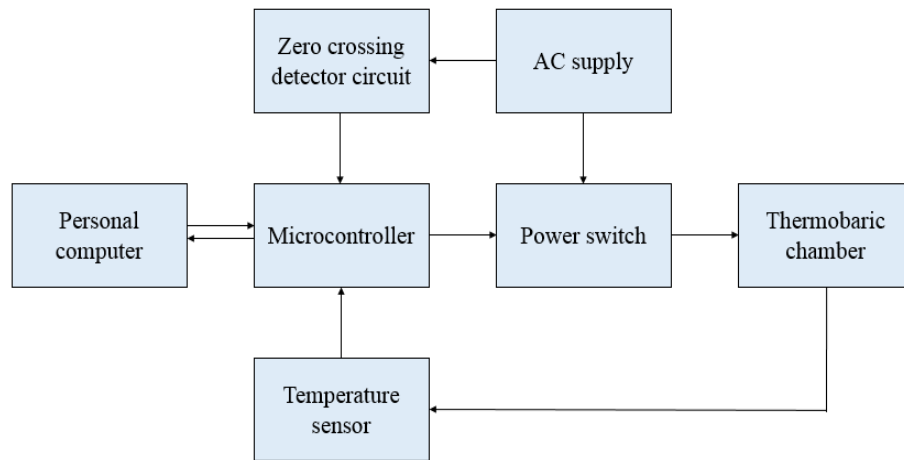 Zero crossing
detector circuit
AC supply
Personal
computer
Microcontroller
Power switch
Thermobaric
chamber
Temperature
sensor